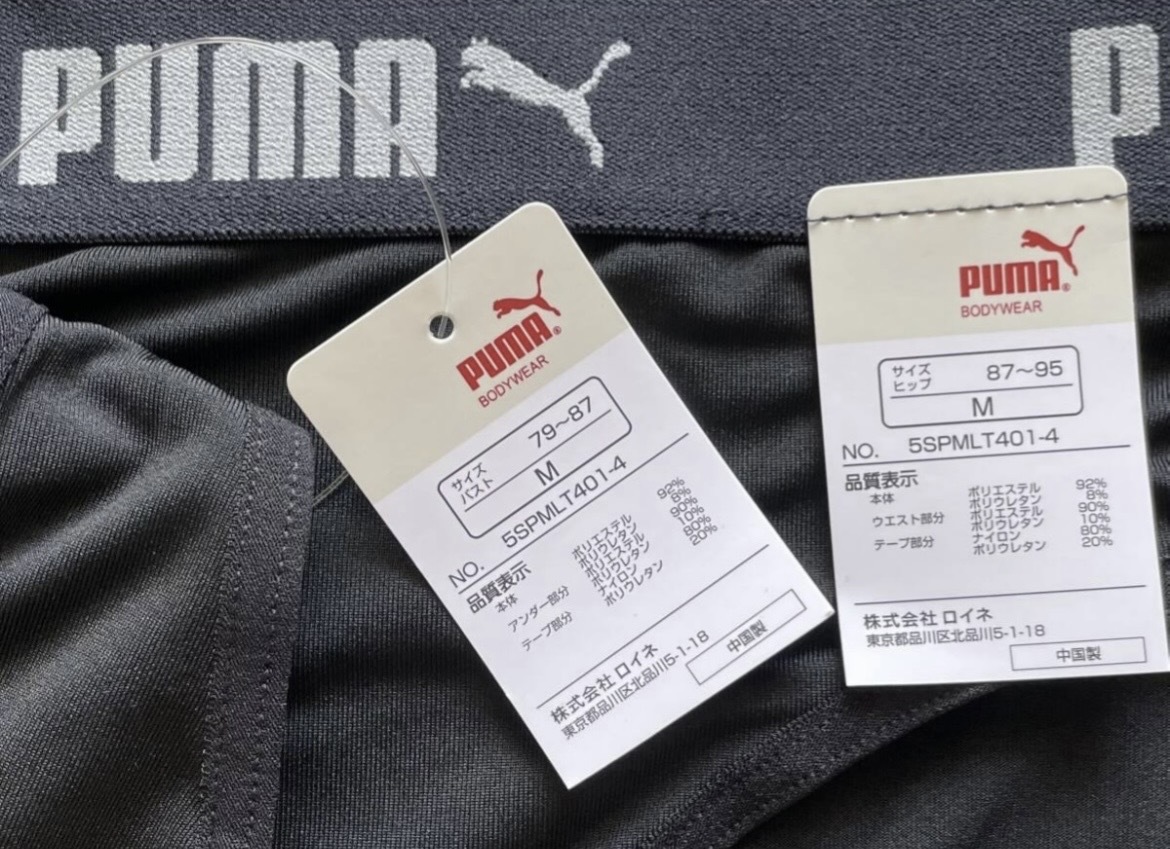 PUMA
P
PUMA®
BODYWEAR
サイズ
バスト
79〜87
M
NO. 5SPMLT401-4
品質表示
本体 ポリエステル 92%
ポリウレタン 8%
アンダー部分 ポリエステル 90%
ポリウレタン 10%
テープ部分 ナイロン 80%
ポリウレタン 20%
株式会社 ロイネ
東京都品川区北品川5-1-18
中国製
PUMA®
BODYWEAR
サイズ
ヒップ
87〜95
M
NO. 5SPMLT401-4
品質表示
本体 ポリエステル 92%
ポリウレタン 8%
ウエスト部分 ポリエステル 90%
ポリウレタン 10%
テープ部分 ナイロン 80%
ポリウレタン 20%
株式会社 ロイネ
東京都品川区北品川5-1-18
中国製